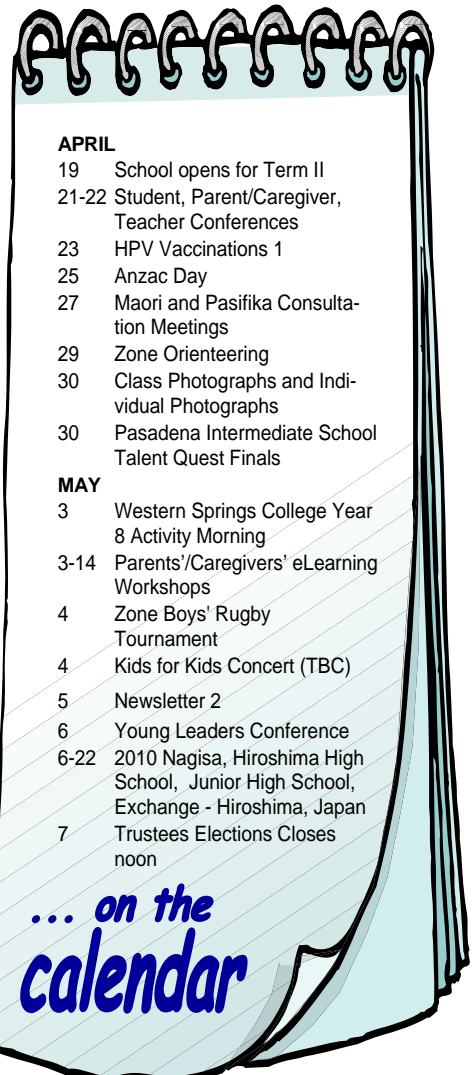 APRIL
19 School opens for Term II
21-22 Student, Parent/Caregiver,
Teacher Conferences
23 HPV Vaccinations 1
25 Anzac Day
27 Maori and Pasifika Consulta-
tion Meetings
29 Zone Orienteering
30 Class Photographs and Indi-
vidual Photographs
30 Pasadena Intermediate School
Talent Quest Finals
MAY
3 Western Springs College Year
8 Activity Morning
3-14 Parents'/Caregivers' eLearning
Workshops
4 Zone Boys' Rugby
Tournament
4 Kids for Kids Concert (TBC)
5 Newsletter 2
6 Young Leaders Conference
6-22 2010 Nagisa, Hiroshima High
School, Junior High School,
Exchange - Hiroshima, Japan
7 Trustees Elections Closes
noon
... on the
calendar